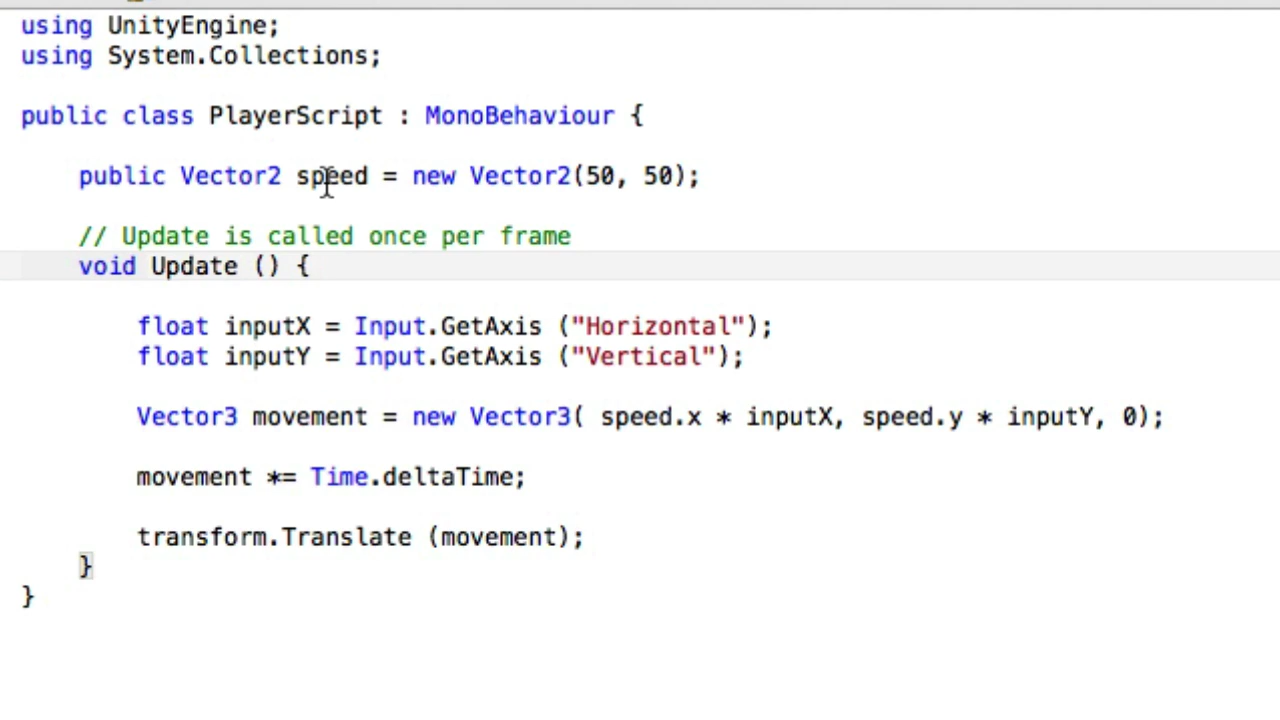 using UnityEngine;
using System.Collections;
public class PlayerScript : MonoBehaviour {
public Vector2 speed = new Vector2(50, 50);
// Update is called once per frame
void Update () {
float inputX = Input.GetAxis ("Horizontal");
float inputY = Input.GetAxis ("Vertical");
Vector3 movement = new Vector3( speed.x * inputX, speed.y * inputY, 0);
movement *= Time.deltaTime;
transform.Translate (movement);
}
}